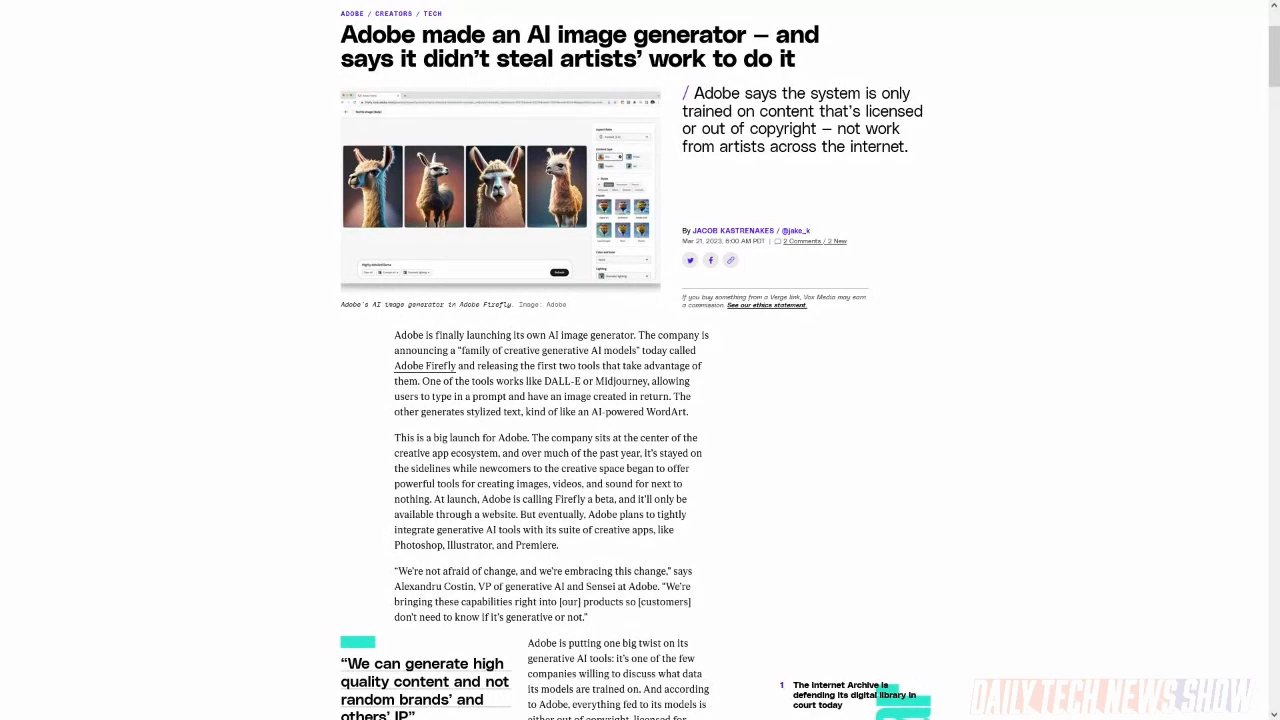 ADOBE / CREATORS / TECH
Adobe made an AI image generator — and
says it didn't steal artists' work to do it
/ Adobe says the system is only
trained on content that's licensed
or out of copyright — not work
from artists across the internet.
By JACOB KASTRENAKES / @jake_k
Mar 21, 2023, 6:00 AM PDT | 2 Comments / 2 New
If you buy something from a Verge link, Vox Media may earn
a commission. See our ethics statement.
Adobe's AI image generator in Adobe Firefly. Image: Adobe
Adobe is finally launching its own AI image generator. The company is
announcing a “family of creative generative AI models” today called
Adobe Firefly and releasing the first two tools that take advantage of
them. One of the tools works like DALL-E or Midjourney, allowing
users to type in a prompt and have an image created in return. The
other generates stylized text, kind of like an AI-powered WordArt.
This is a big launch for Adobe. The company sits at the center of the
creative app ecosystem, and over much of the past year, it's stayed on
the sidelines while newcomers to the creative space began to offer
powerful tools for creating images, videos, and sound for next to
nothing. At launch, Adobe is calling Firefly a beta, and it'll only be
available through a website. But eventually, Adobe plans to tightly
integrate generative AI tools with its suite of creative apps, like
Photoshop, Illustrator, and Premiere.
“We're not afraid of change, and we're embracing this change,” says
Alexandru Costin, VP of generative AI and Sensei at Adobe. “We're
bringing these capabilities right into [our] products so [customers]
don't need to know if it's generative or not.”
“We can generate high
quality content and not
random brands' and
others' IP”
Adobe is putting one big twist on its
generative AI tools: it's one of the few
companies willing to discuss what data
its models are trained on. And according
to Adobe, everything fed to its models is
either out of copyright, licensed for
1 The Internet Archive is
defending its digital library in
court today